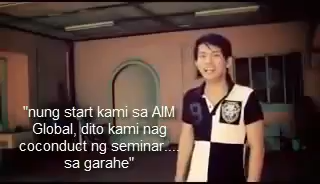 "nung start kami sa AIM
Global, dito kami nag
coconduct ng seminar....
sa garahe"